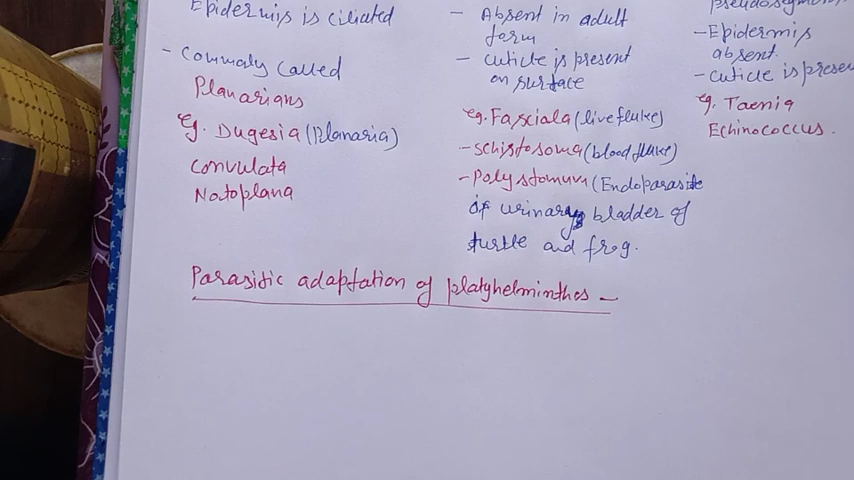 Epidermis is ciliated
- Commonly called
Planarians
eg. Dugesia (Planaria)
Convulata
Notoplana
- Absent in adult
form
- cuticle is present
on surface
eg. Fasciala (live fluke)
- schistosoma (blood fluke)
- Polystomum (Endoparasite
of urinary bladder of
turtle and frog.
- Epidermis
absent.
- cuticle is presen
eg. Taenia
Echinococcus.
Parasitic adaptation of platyhelminthes -